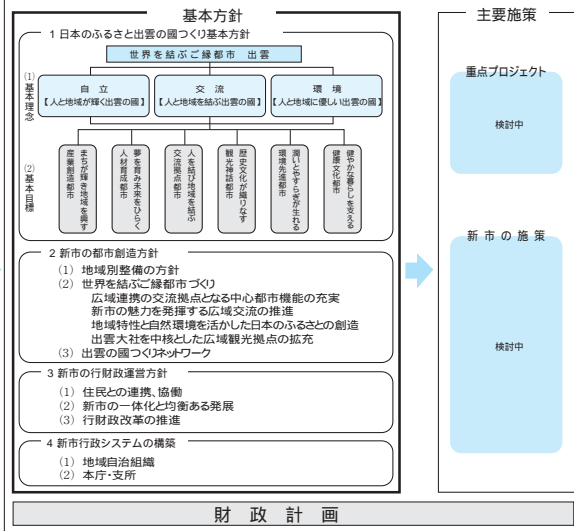 基本方針
1 日本のふるさと出雲の國つくり基本方針
世界を結ぶご縁都市 出雲
(1)基本理念
自 立
【人と地域が輝く出雲の國】
交 流
【人と地域を結ぶ出雲の國】
環 境
【人と地域に優しい出雲の國】
(2)基本目標
まちが輝き地域を興す
産業創造都市
夢を育み未来をひらく
人材育成都市
人を結び地域を結ぶ
交流拠点都市
歴史文化が織りなす
観光神話都市
潤いとやすらぎが生れる
環境先進都市
健やかな暮らしを支える
健康文化都市
2 新市の都市創造方針
(1) 地域別整備の方針
(2) 世界を結ぶご縁都市づくり
広域連携の交流拠点となる中心都市機能の充実
新市の魅力を発揮する広域交流の推進
地域特性と自然環境を活かした日本のふるさとの創造
出雲大社を中核とした広域観光拠点の拡充
(3) 出雲の國つくりネットワーク
3 新市の行財政運営方針
(1) 住民との連携、協働
(2) 新市の一体化と均衡ある発展
(3) 行財政改革の推進
4 新市行政システムの構築
(1) 地域自治組織
(2) 本庁・支所
主要施策
重点プロジェクト
検討中
新 市 の 施 策
検討中
財 政 計 画